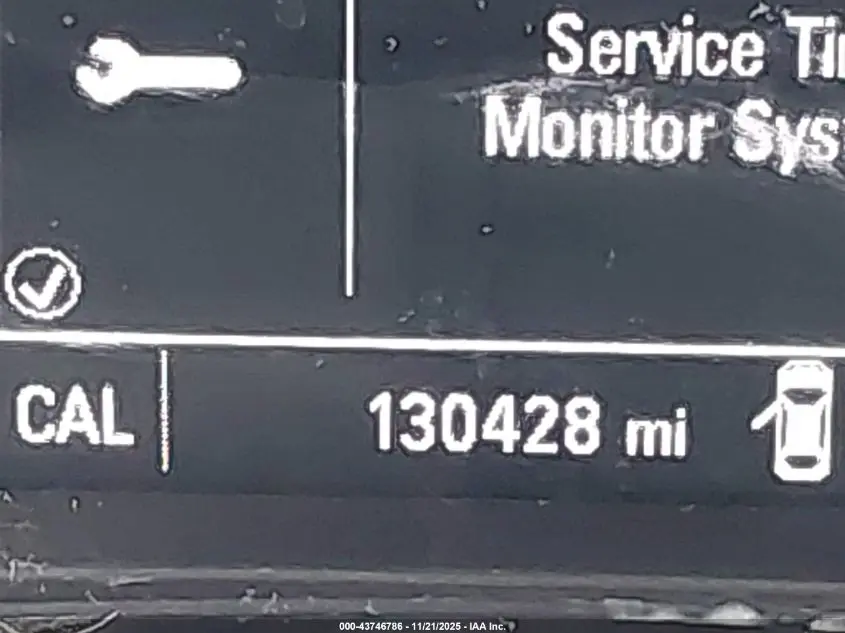 Service Ti
Monitor Sys
CAL
130428 mi
000-43746786 - 11/21/2025 - IAA Inc.